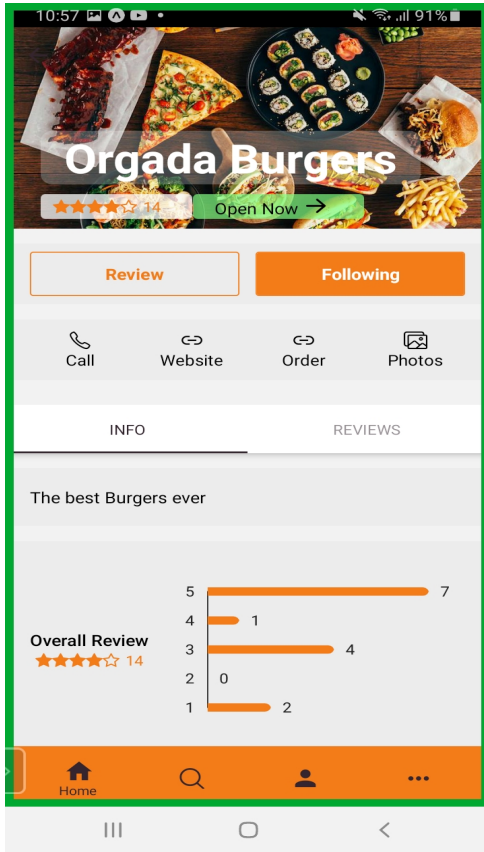 10:57 91%
Orgada Burgers
14
Open Now →
Review Following
Call Website Order Photos
INFO REVIEWS
The best Burgers ever
5 7
4 1
Overall Review
14
3 4
2 0
1 2
Home